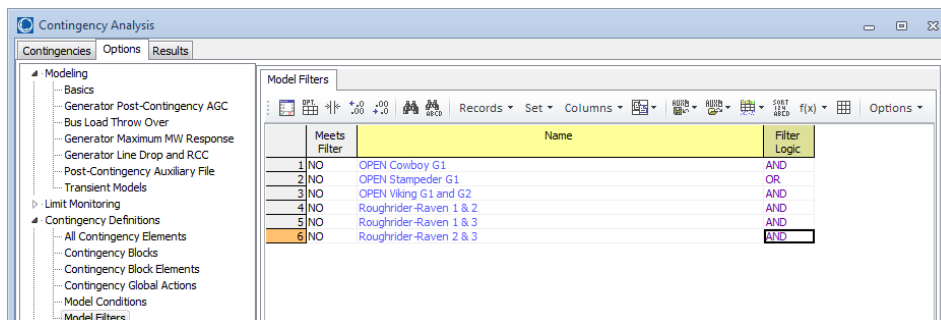 Contingency Analysis
Contingencies Options Results
Modeling
Basics
Generator Post-Contingency AGC
Bus Load Throw Over
Generator Maximum MW Response
Generator Line Drop and RCC
Post-Contingency Auxiliary File
Transient Models
Limit Monitoring
Contingency Definitions
All Contingency Elements
Contingency Blocks
Contingency Block Elements
Contingency Global Actions
Model Conditions
Model Filters
Model Filters
Records Set Columns f(x) Options
Meets Filter Name Filter Logic
1 NO OPEN Cowboy G1 AND
2 NO OPEN Stampeder G1 OR
3 NO OPEN Viking G1 and G2 AND
4 NO Roughrider-Raven 1 & 2 AND
5 NO Roughrider-Raven 1 & 3 AND
6 NO Roughrider-Raven 2 & 3 AND